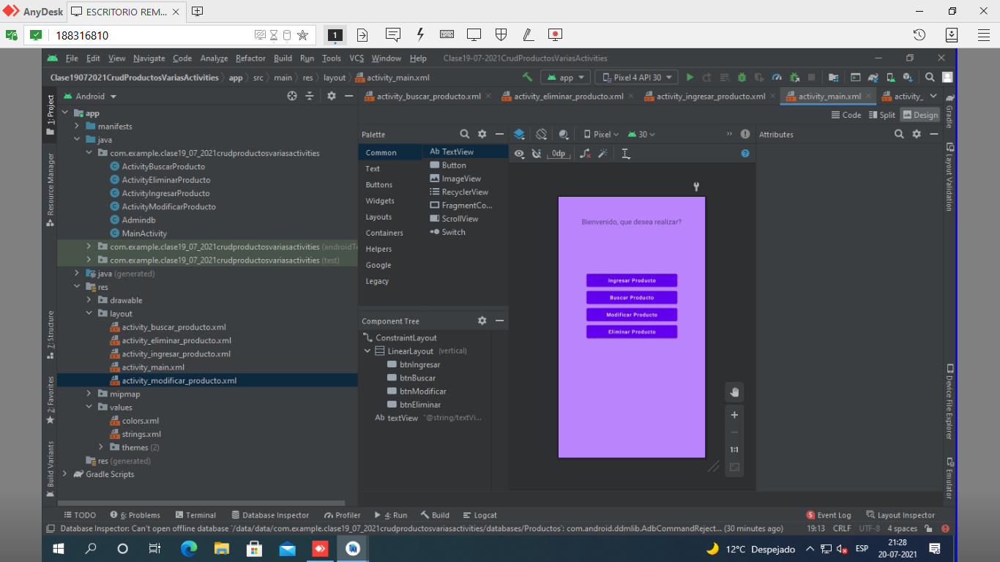 AnyDesk
ESCRITORIO REM...
188316810
1
File Edit View Navigate Code Analyze Refactor Build Run Tools VCS Window Help Clase19-07-2021CrudProductosVariasActivities
Clase19072021CrudProductosVariasActivities app src main res layout activity_main.xml
app
Pixel 4 API 30
Android
activity_buscar_producto.xml
activity_eliminar_producto.xml
activity_ingresar_producto.xml
activity_main.xml
activity_
Code Split Design
1: Project
Resource Manager
Z: Structure
2: Favorites
Build Variants
app
manifests
java
com.example.clase19_07_2021crudproductosvariasactivities
ActivityBuscarProducto
ActivityEliminarProducto
ActivityIngresarProducto
ActivityModificarProducto
Admindb
MainActivity
com.example.clase19_07_2021crudproductosvariasactivities (androidTe
com.example.clase19_07_2021crudproductosvariasactivities (test)
java (generated)
res
drawable
layout
activity_buscar_producto.xml
activity_eliminar_producto.xml
activity_ingresar_producto.xml
activity_main.xml
activity_modificar_producto.xml
mipmap
values
colors.xml
strings.xml
themes (2)
res (generated)
Gradle Scripts
Palette
Common
Text
Buttons
Widgets
Layouts
Containers
Helpers
Google
Legacy
Ab TextView
Button
ImageView
RecyclerView
FragmentCo...
ScrollView
Switch
Component Tree
ConstraintLayout
LinearLayout (vertical)
btnIngresar
btnBuscar
btnModificar
btnEliminar
Ab textView "@string/textVi...
Pixel
30
0dp
Attributes
Bienvenido, que desea realizar?
Ingresar Producto
Buscar Producto
Modificar Producto
Eliminar Producto
1:1
Gradle
Layout Validation
Device File Explorer
Emulator
TODO 6: Problems Terminal Database Inspector Profiler 4: Run Build Logcat
5 Event Log Layout Inspector
Database Inspector: Can't open offline database '/data/data/com.example.clase19_07_2021crudproductosvariasactivities/databases/Productos': com.android.ddmlib.AdbCommandReject... (30 minutes ago)
19:13 CRLF UTF-8 4 spaces
12°C Despejado
ESP
21:28
20-07-2021